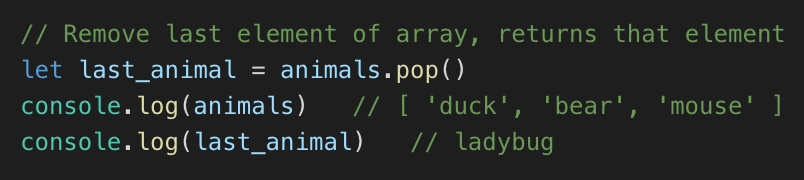 // Remove last element of array, returns that element
let last_animal = animals.pop()
console.log(animals)   // [ 'duck', 'bear', 'mouse' ]
console.log(last_animal)   // ladybug